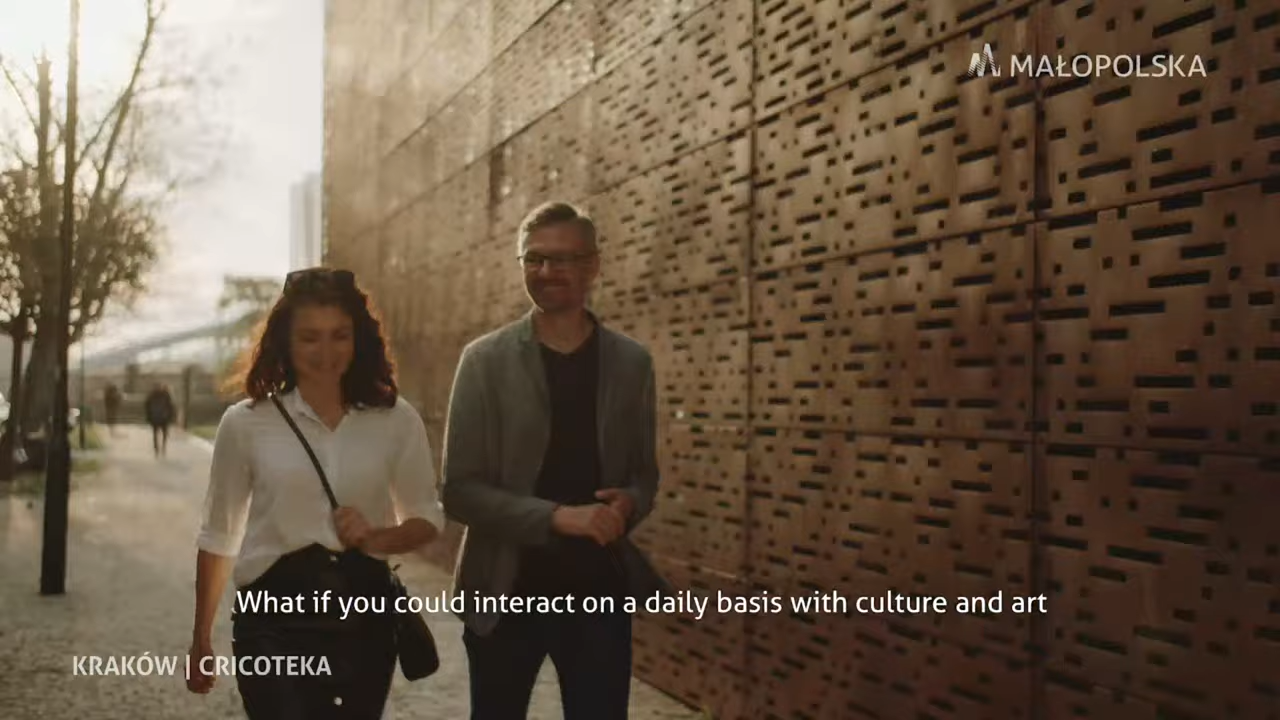 MAŁOPOLSKA
What if you could interact on a daily basis with culture and art
KRAKÓW | CRICOTEKA